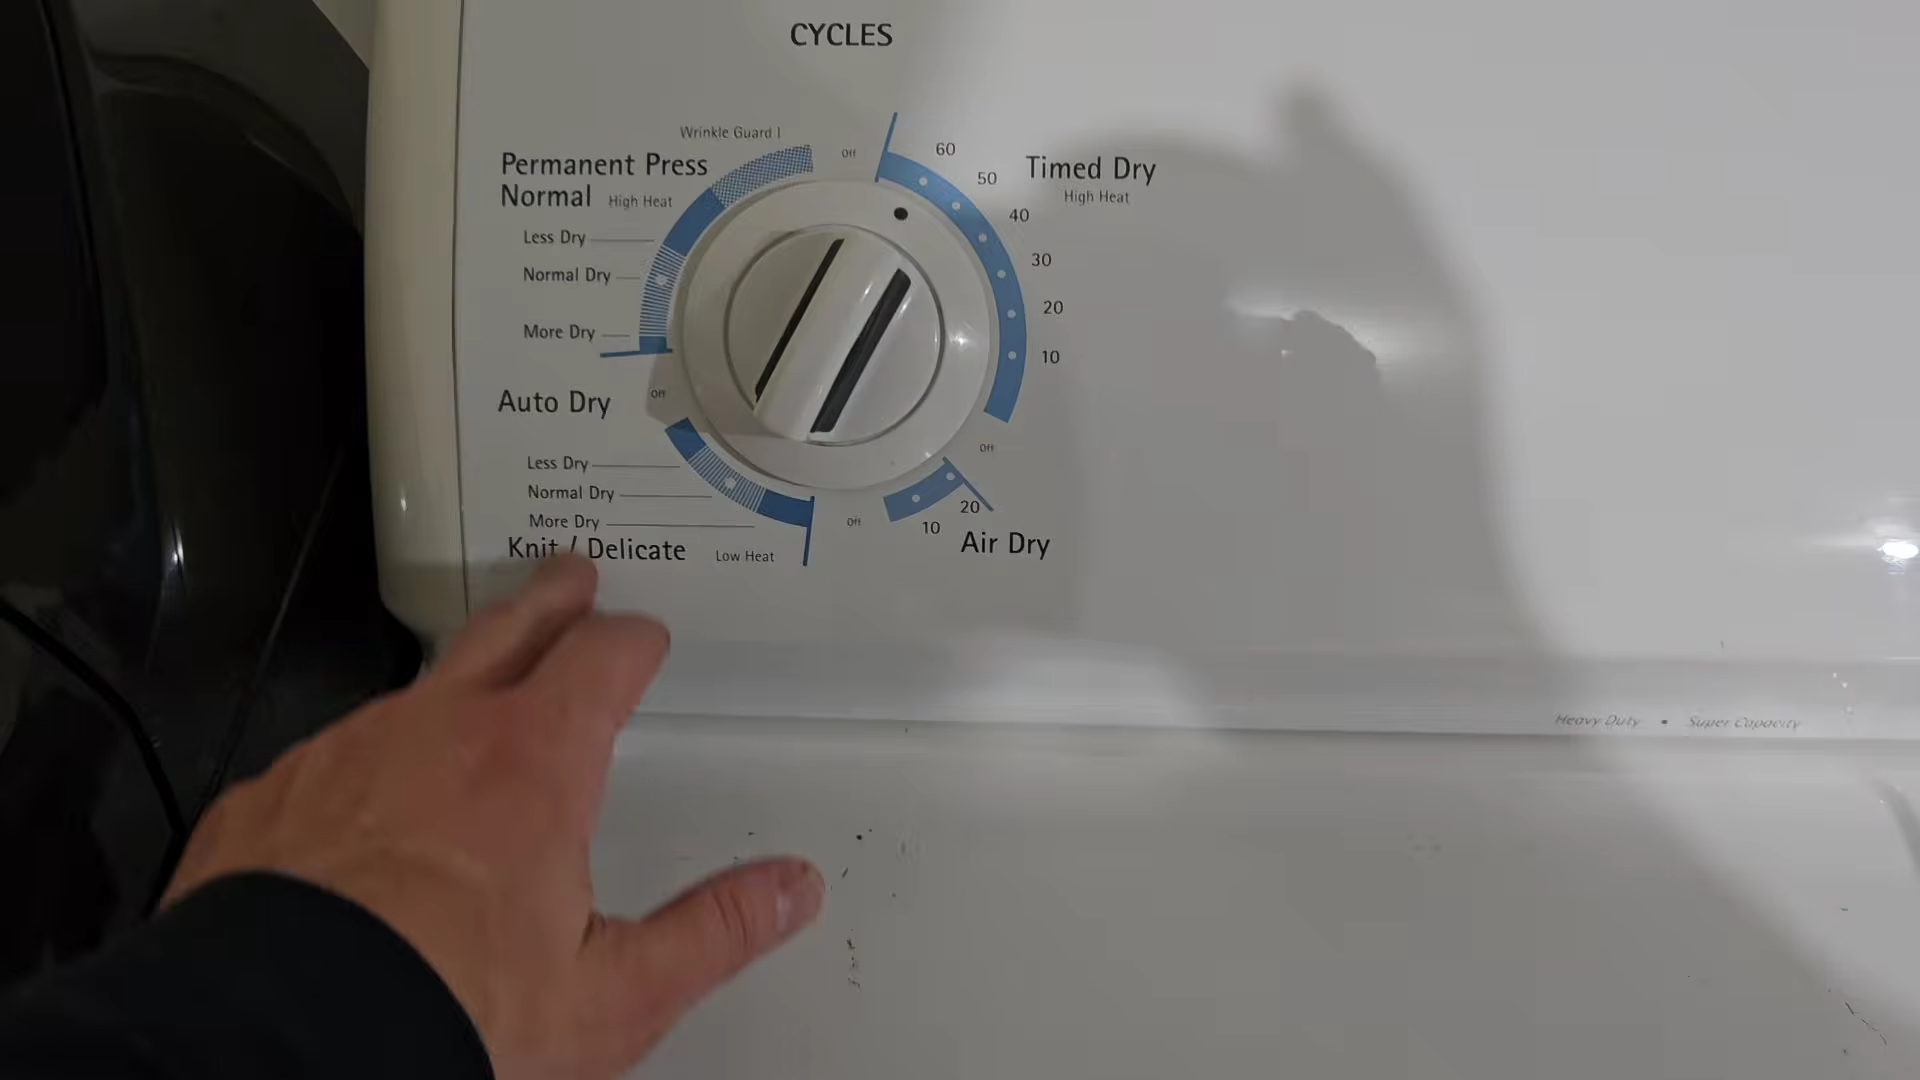 CYCLES
Wrinkle Guard I
Off
60
Permanent Press
50
Timed Dry
Normal High Heat
High Heat
40
Less Dry
30
Normal Dry
20
More Dry
10
Off
Auto Dry
Off
Less Dry
Normal Dry
20
More Dry
Off
10
Knit / Delicate Low Heat
Air Dry
Heavy Duty • Super Capacity